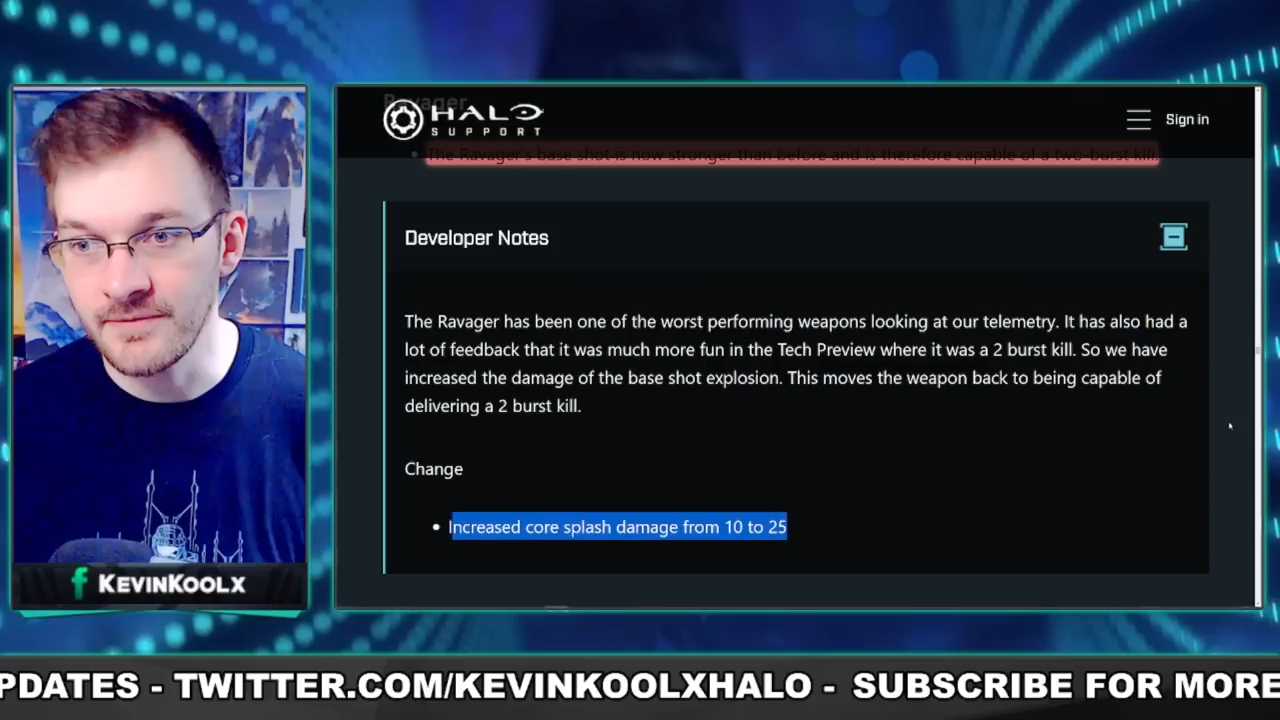 Ravager
HALO
SUPPORT
Sign in
The Ravager's base shot is now stronger than before and is therefore capable of a two-burst kill.
Developer Notes
The Ravager has been one of the worst performing weapons looking at our telemetry. It has also had a
lot of feedback that it was much more fun in the Tech Preview where it was a 2 burst kill. So we have
increased the damage of the base shot explosion. This moves the weapon back to being capable of
delivering a 2 burst kill.
Change
• Increased core splash damage from 10 to 25
f KEVINKOOLX
PDATES - TWITTER.COM/KEVINKOOLXHALO - SUBSCRIBE FOR MORE